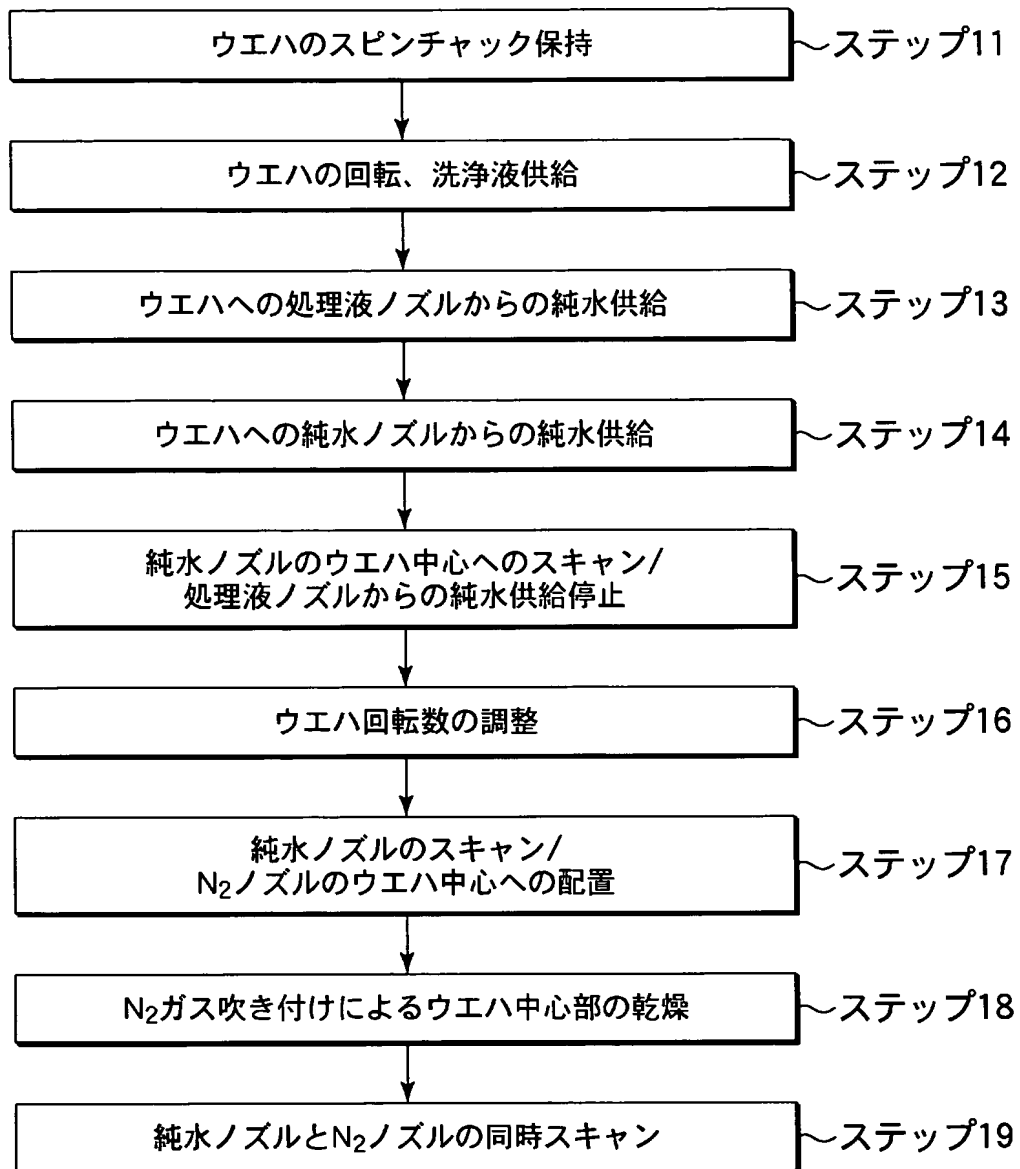 ウエハのスピンチャック保持
ステップ11
ウエハの回転、洗浄液供給
ステップ12
ウエハへの処理液ノズルからの純水供給
ステップ13
ウエハへの純水ノズルからの純水供給
ステップ14
純水ノズルのウエハ中心へのスキャン/
処理液ノズルからの純水供給停止
ステップ15
ウエハ回転数の調整
ステップ16
純水ノズルのスキャン/
N₂ノズルのウエハ中心への配置
ステップ17
N₂ガス吹き付けによるウエハ中心部の乾燥
ステップ18
純水ノズルとN₂ノズルの同時スキャン
ステップ19